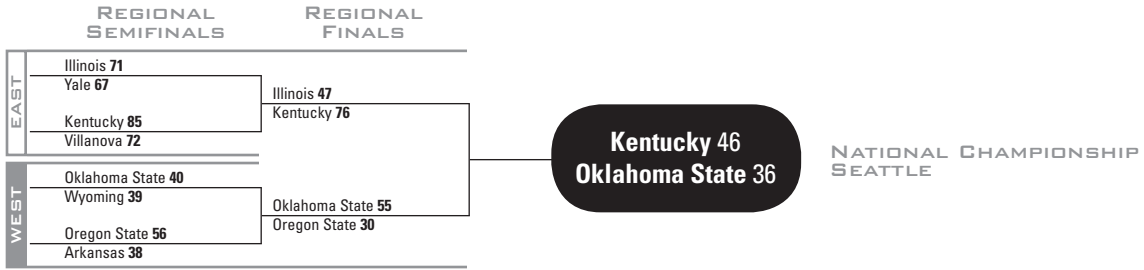 REGIONAL
SEMIFINALS
REGIONAL
FINALS
EAST
Illinois 71
Yale 67
Kentucky 85
Villanova 72
Illinois 47
Kentucky 76
WEST
Oklahoma State 40
Wyoming 39
Oregon State 56
Arkansas 38
Oklahoma State 55
Oregon State 30
Kentucky 46
Oklahoma State 36
NATIONAL CHAMPIONSHIP
SEATTLE